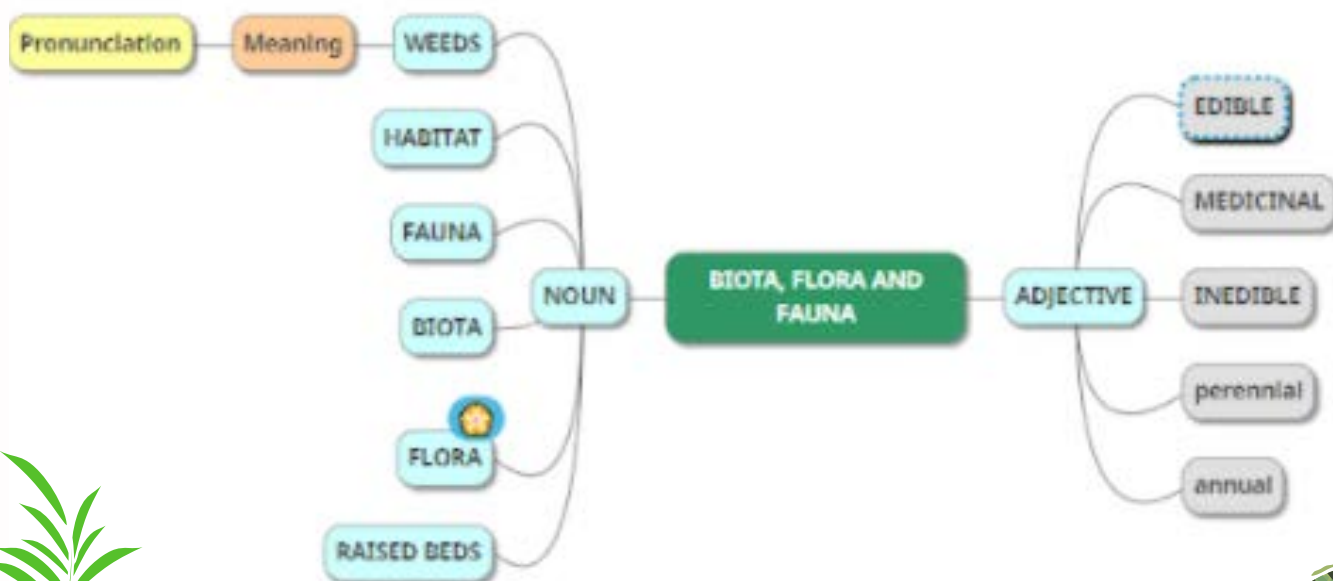 Pronunciation
Meaning
WEEDS
HABITAT
FAUNA
BIOTA
FLORA
RAISED BEDS
NOUN
BIOTA, FLORA AND
FAUNA
ADJECTIVE
EDIBLE
MEDICINAL
INEDIBLE
perennial
annual